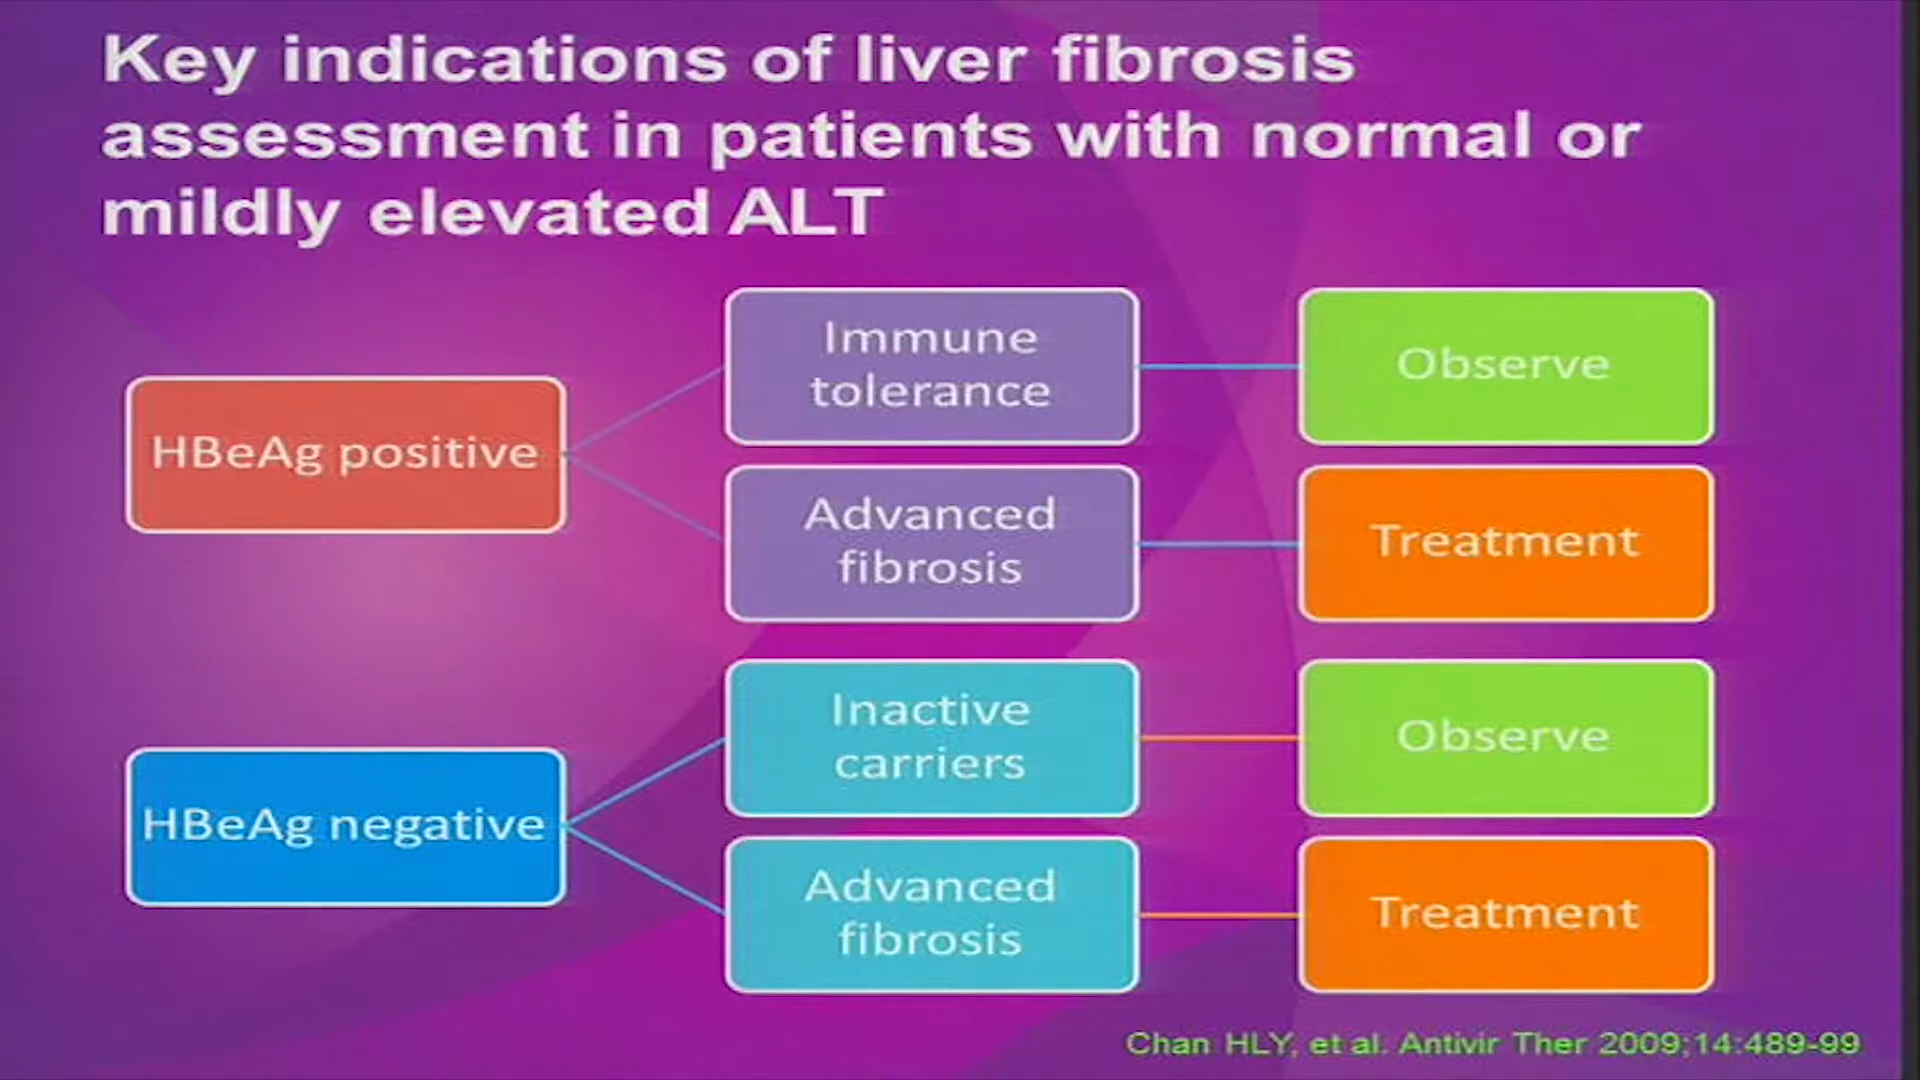 Key indications of liver fibrosis
assessment in patients with normal or
mildly elevated ALT
HBeAg positive
Immune
tolerance
Observe
Advanced
fibrosis
Treatment
HBeAg negative
Inactive
carriers
Observe
Advanced
fibrosis
Treatment
Chan HLY, et al. Antivir Ther 2009;14:489-99